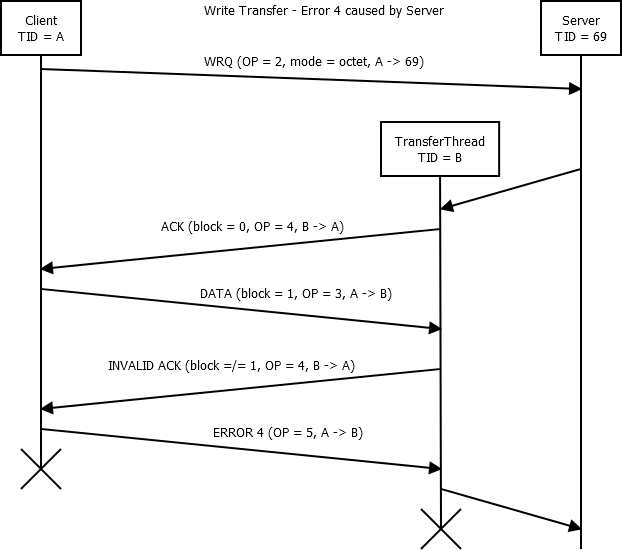 Write Transfer - Error 4 caused by Server
Client
TID = A
Server
TID = 69
WRQ (OP = 2, mode = octet, A -> 69)
TransferThread
TID = B
ACK (block = 0, OP = 4, B -> A)
DATA (block = 1, OP = 3, A -> B)
INVALID ACK (block =/= 1, OP = 4, B -> A)
ERROR 4 (OP = 5, A -> B)